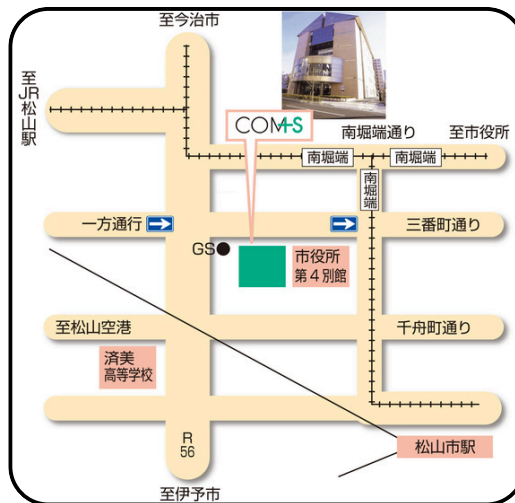 至今治市
至JR松山駅
COM+S
南堀端通り
至市役所
南堀端
南堀端
南堀端
一方通行
三番町通り
GS
市役所
第４別館
至松山空港
千舟町通り
済美
高等学校
R
56
松山市駅
至伊予市